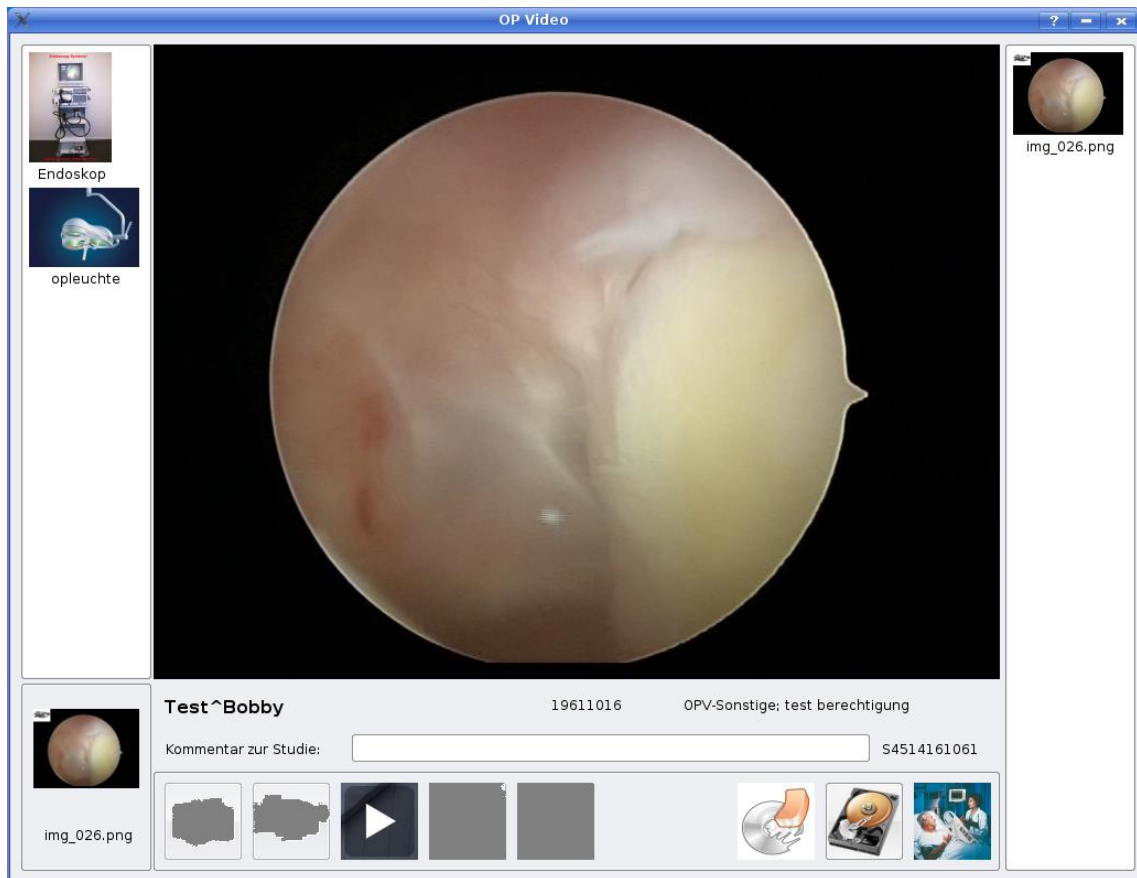 OP Video
Endoskop
opleuchte
img_026.png
Test^Bobby 19611016 OPV-Sonstige; test berechtigung
Kommentar zur Studie: S4514161061
img_026.png